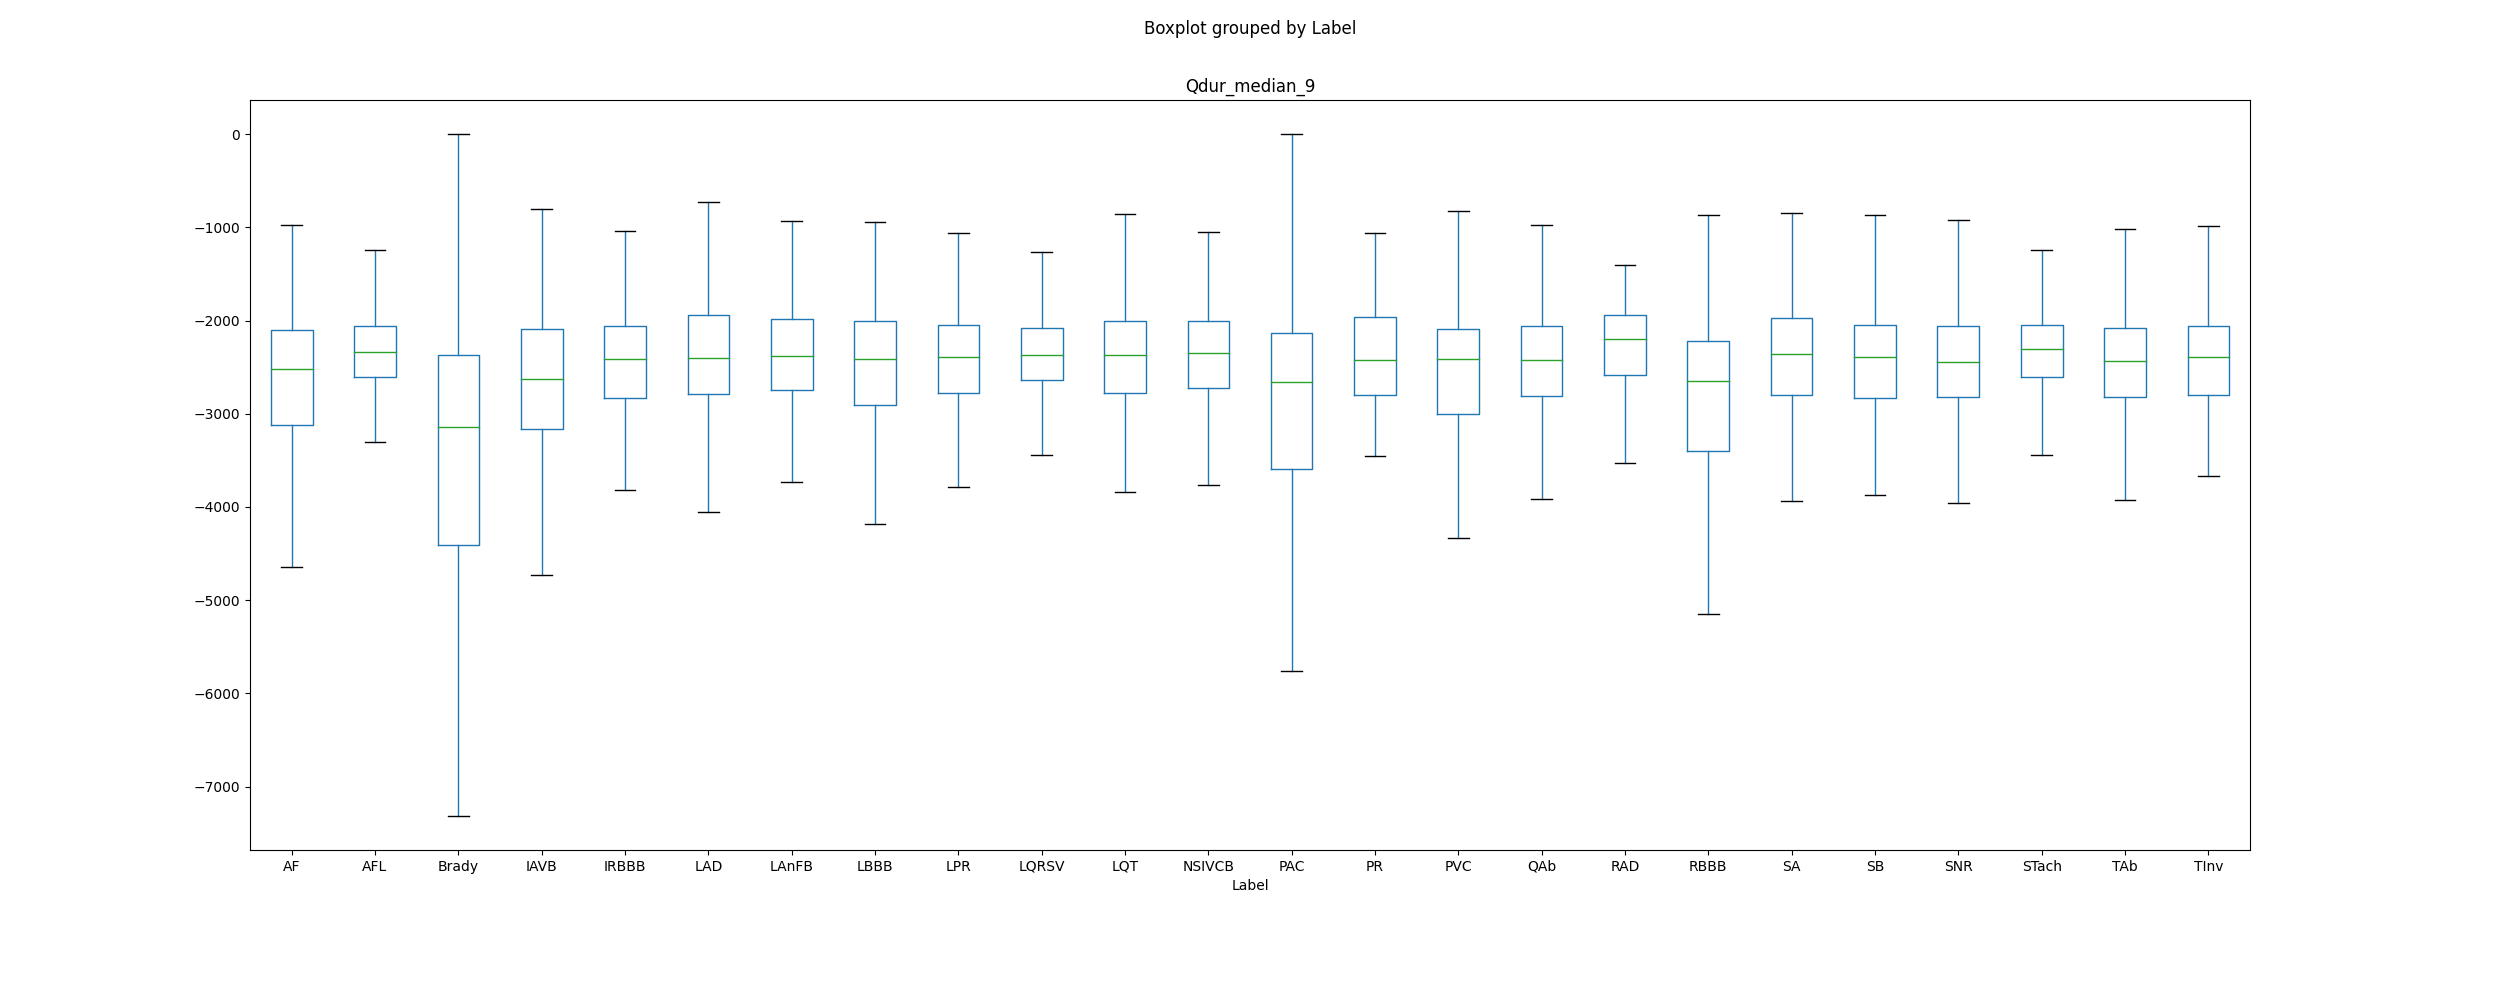 Boxplot grouped by Label
Qdur_median_9
0
−1000
−2000
−3000
−4000
−5000
−6000
−7000
AF AFL Brady IAVB IRBBB LAD LAnFB LBBB LPR LQRSV LQT NSIVCB PAC PR PVC QAb RAD RBBB SA SB SNR STach TAb TInv
Label